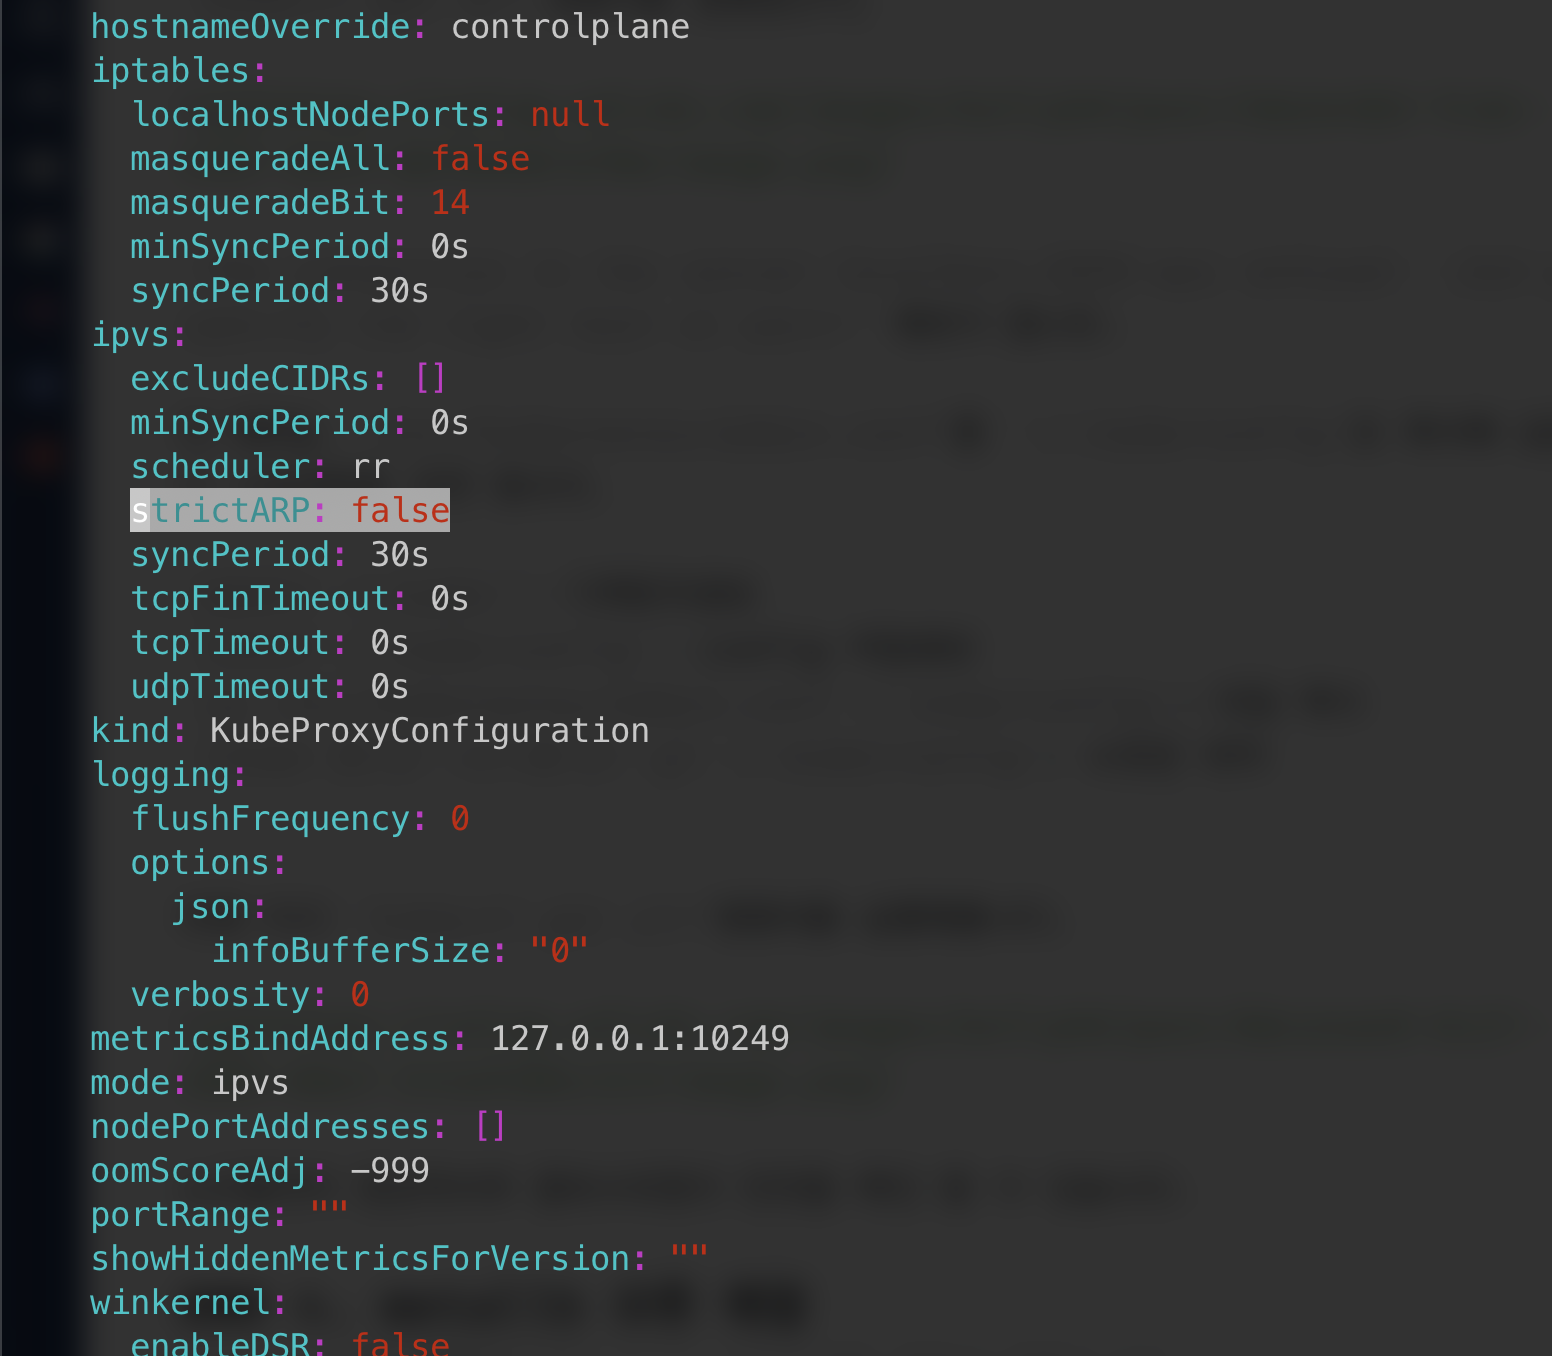 hostnameOverride: controlplane
iptables:
  localhostNodePorts: null
  masqueradeAll: false
  masqueradeBit: 14
  minSyncPeriod: 0s
  syncPeriod: 30s
ipvs:
  excludeCIDRs: []
  minSyncPeriod: 0s
  scheduler: rr
  strictARP: false
  syncPeriod: 30s
  tcpFinTimeout: 0s
  tcpTimeout: 0s
  udpTimeout: 0s
kind: KubeProxyConfiguration
logging:
  flushFrequency: 0
  options:
    json:
      infoBufferSize: "0"
  verbosity: 0
metricsBindAddress: 127.0.0.1:10249
mode: ipvs
nodePortAddresses: []
oomScoreAdj: -999
portRange: ""
showHiddenMetricsForVersion: ""
winkernel:
  enableDSR: false